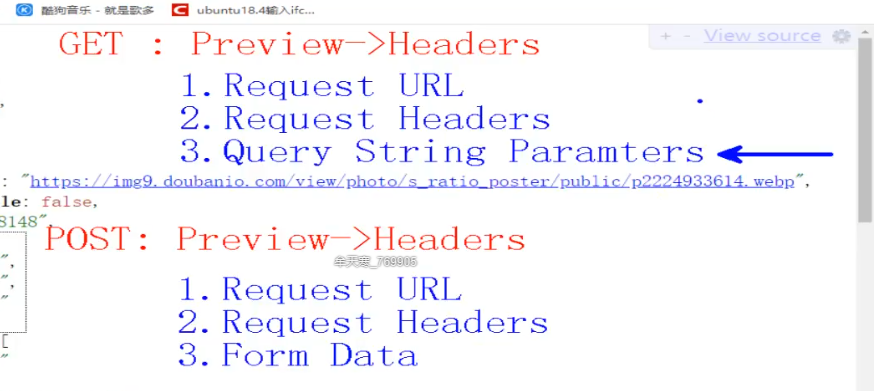 酷狗音乐 - 就是歌多 ubuntu18.4输入ifc...
GET : Preview->Headers
+ - View source
1.Request URL
2.Request Headers
3.Query String Paramters
: "https://img9.doubanio.com/view/photo/s_ratio_poster/public/p2224933614.webp",
le: false,
8148",
POST: Preview->Headers
",
牟天寒_769905
",
1.Request URL
"
2.Request Headers
[
3.Form Data
"